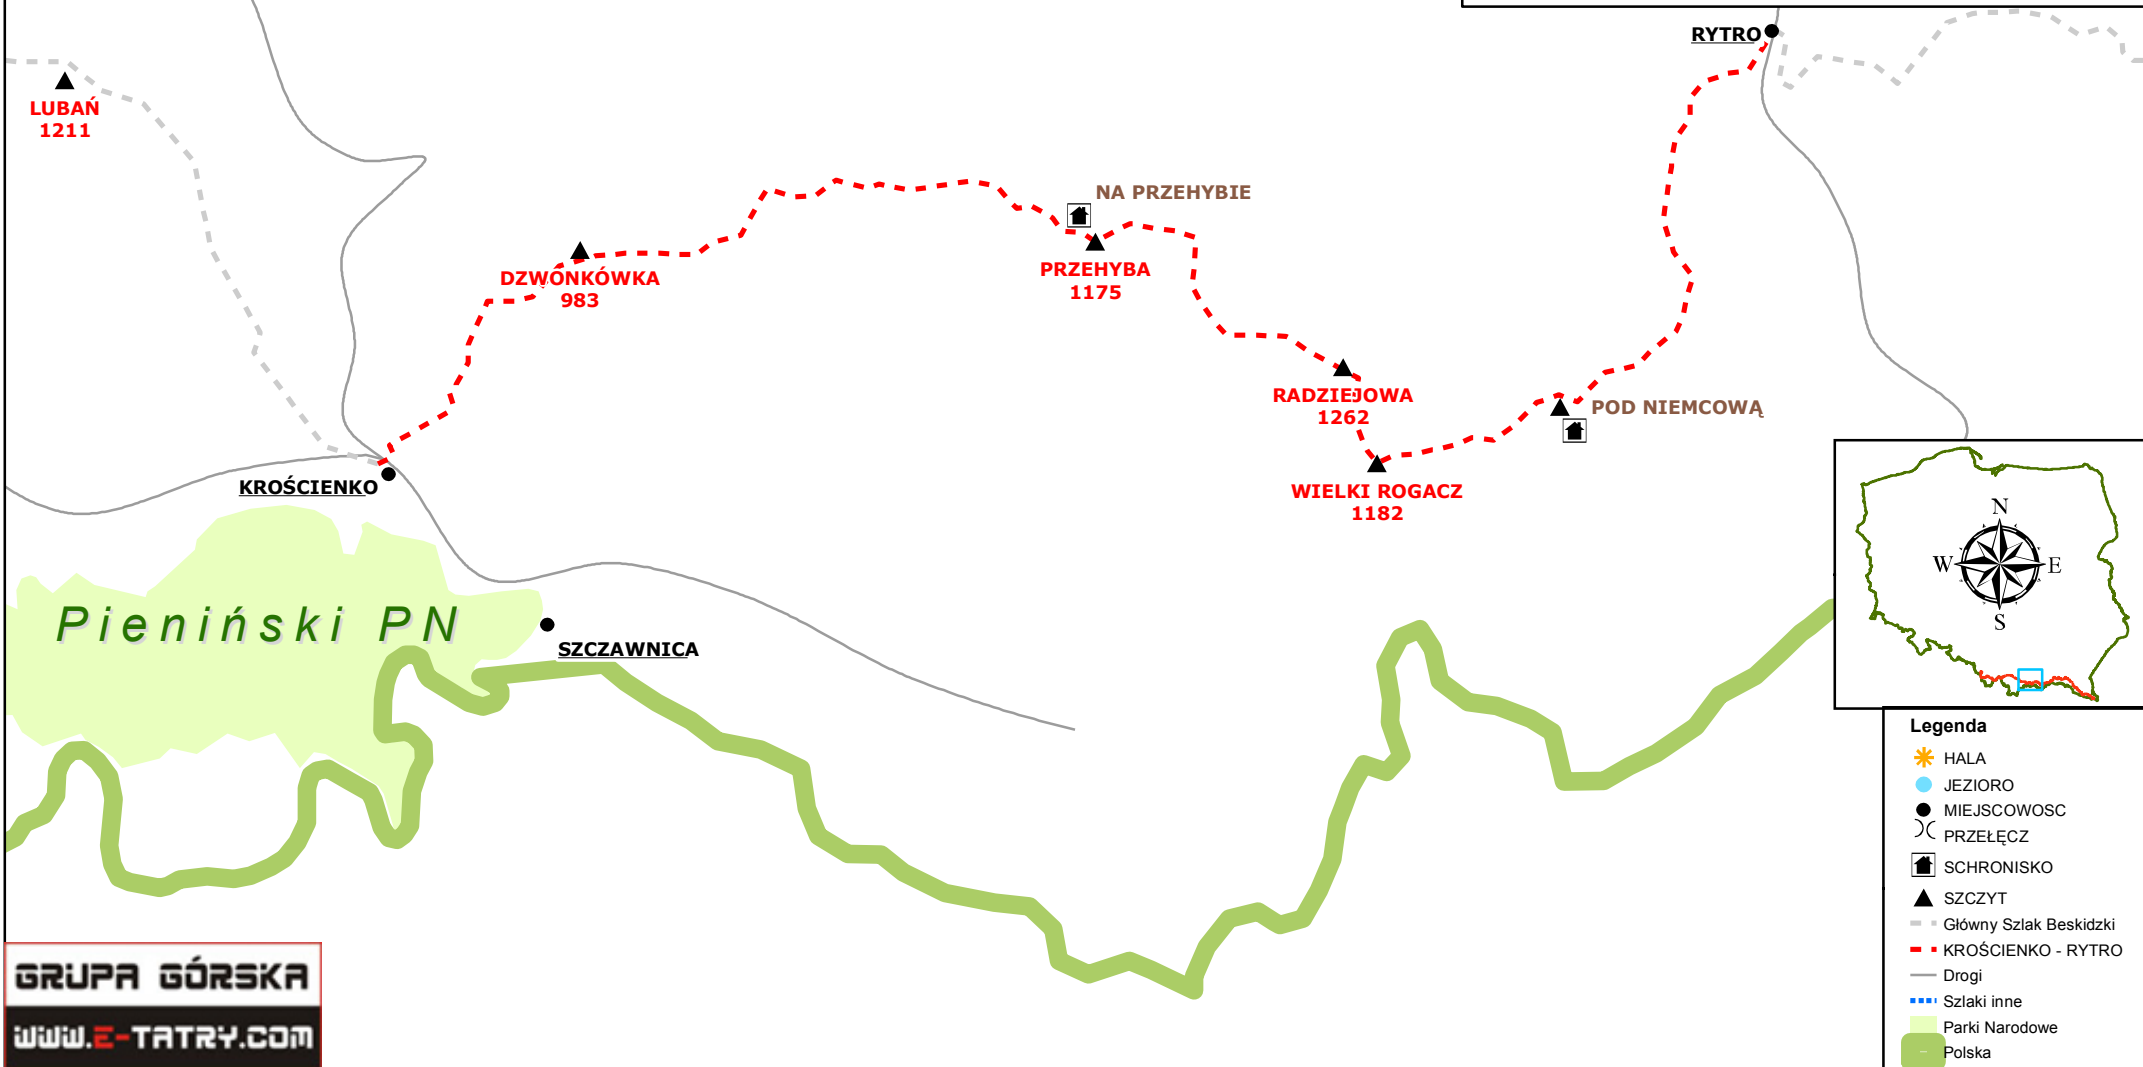 RYTRO
LUBAŃ
1211
NA PRZEHYBIE
DZWONKÓWKA
983
PRZEHYBA
1175
RADZIEJOWA
1262
POD NIEMCOWĄ
KROŚCIENKO
WIELKI ROGACZ
1182
N
W
E
S
Pieniński PN
SZCZAWNICA
Legenda
HALA
JEZIORO
MIEJSCOWOSC
PRZEŁĘCZ
SCHRONISKO
SZCZYT
Główny Szlak Beskidzki
KROŚCIENKO - RYTRO
Drogi
Szlaki inne
Parki Narodowe
Polska
GRUPA GÓRSKA
WWW.E-TATRY.COM